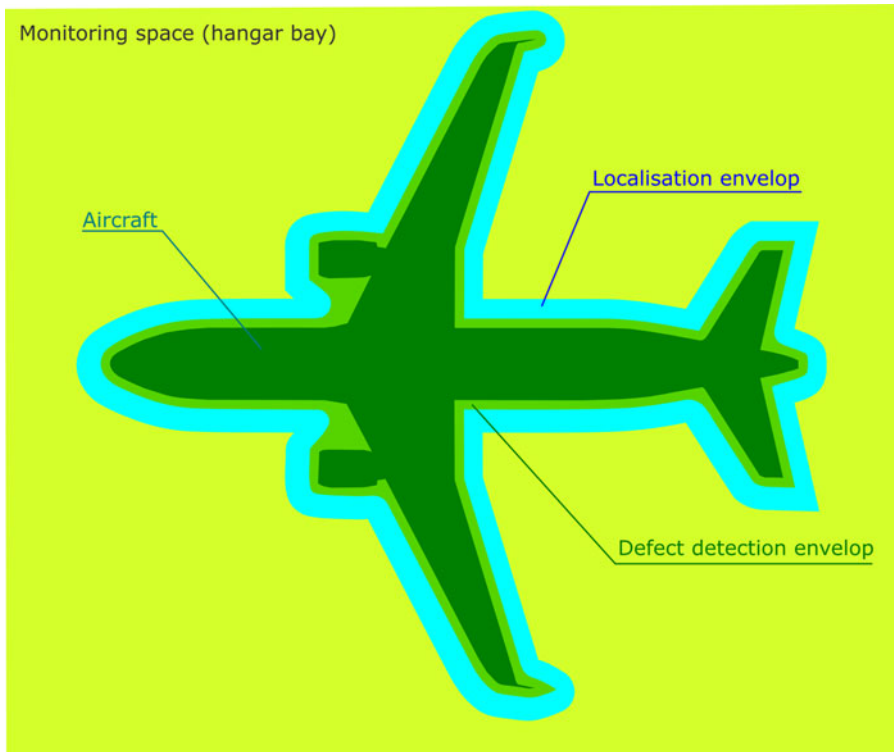 Monitoring space (hangar bay)
Localisation envelop
Aircraft
Defect detection envelop